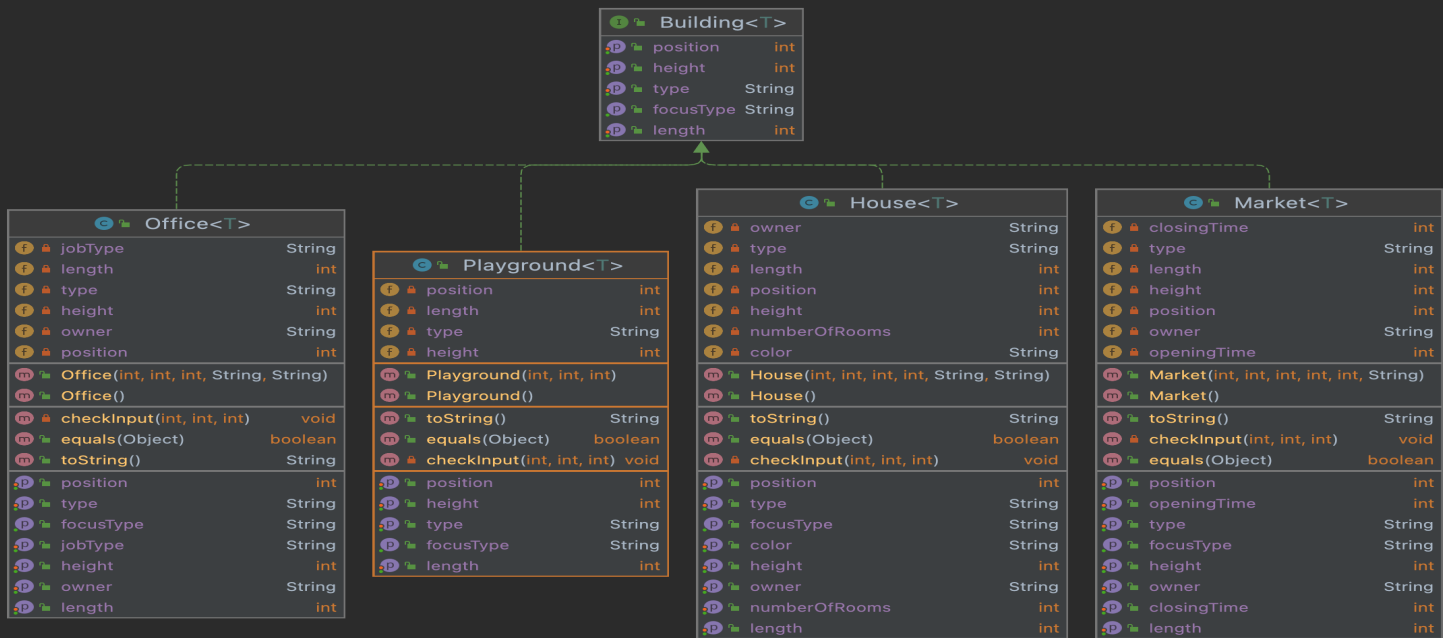 Building<T>
position int
height int
type String
focusType String
length int
Office<T>
jobType String
length int
type String
height int
owner String
position int
Office(int, int, int, String, String)
Office()
checkInput(int, int, int) void
equals(Object) boolean
toString() String
position int
type String
focusType String
jobType String
height int
owner String
length int
Playground<T>
position int
length int
type String
height int
Playground(int, int, int)
Playground()
toString() String
equals(Object) boolean
checkInput(int, int, int) void
position int
height int
type String
focusType String
length int
House<T>
owner String
type String
length int
position int
height int
numberOfRooms int
color String
House(int, int, int, int, String, String)
House()
toString() String
equals(Object) boolean
checkInput(int, int, int) void
position int
type String
focusType String
color String
height int
owner String
numberOfRooms int
length int
Market<T>
closingTime int
type String
length int
height int
position int
owner String
openingTime int
Market(int, int, int, int, int, String)
Market()
toString() String
checkInput(int, int, int) void
equals(Object) boolean
position int
openingTime int
type String
focusType String
height int
owner String
closingTime int
length int